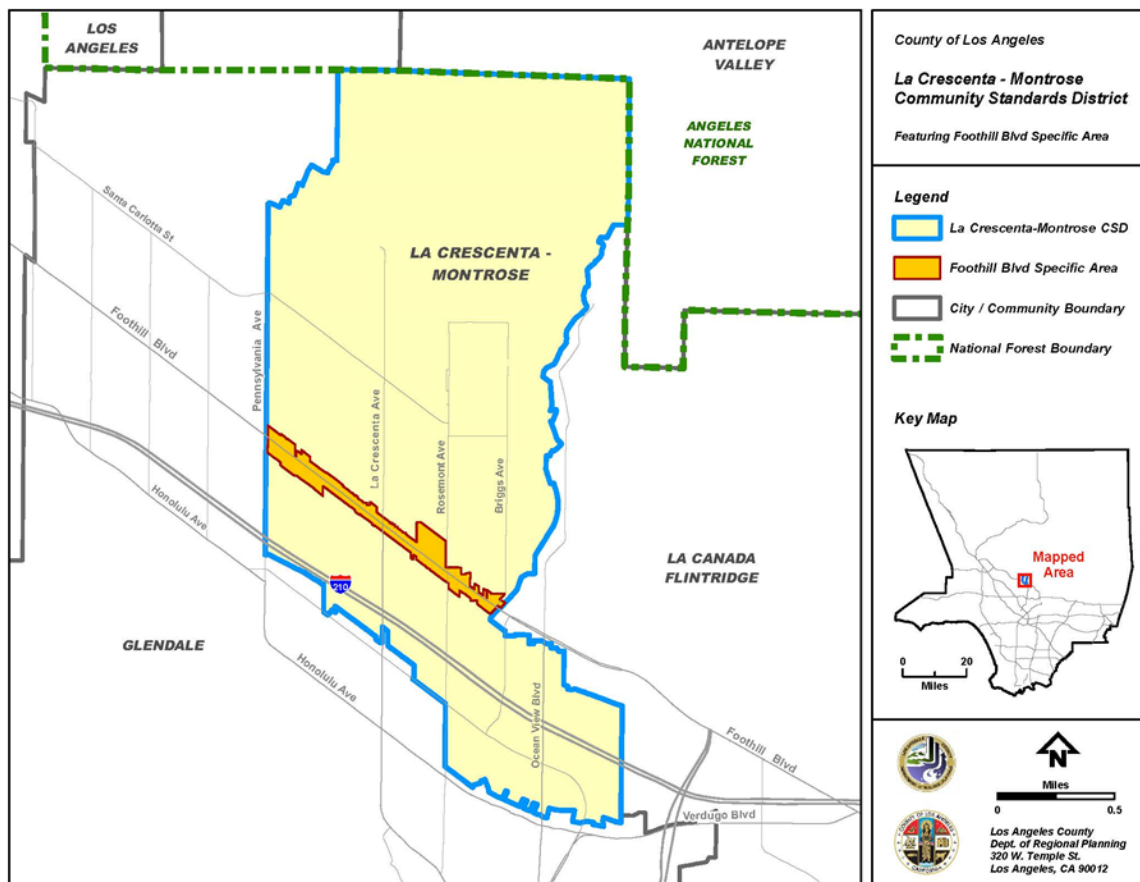 LOS
ANGELES
ANTELOPE
VALLEY
ANGELES
NATIONAL
FOREST
Santa Carlotta St
LA CRESCENTA -
MONTROSE
Foothill Blvd
Pennsylvania Ave
La Crescenta Ave
Rosemont Ave
Briggs Ave
Honolulu Ave
210
LA CANADA
FLINTRIDGE
GLENDALE
Honolulu Ave
Ocean View Blvd
Foothill Blvd
Verdugo Blvd
County of Los Angeles
La Crescenta - Montrose
Community Standards District
Featuring Foothill Blvd Specific Area
Legend
La Crescenta-Montrose CSD
Foothill Blvd Specific Area
City / Community Boundary
National Forest Boundary
Key Map
Mapped
Area
0 20
Miles
N
Miles
0 0.5
Los Angeles County
Dept. of Regional Planning
320 W. Temple St.
Los Angeles, CA 90012